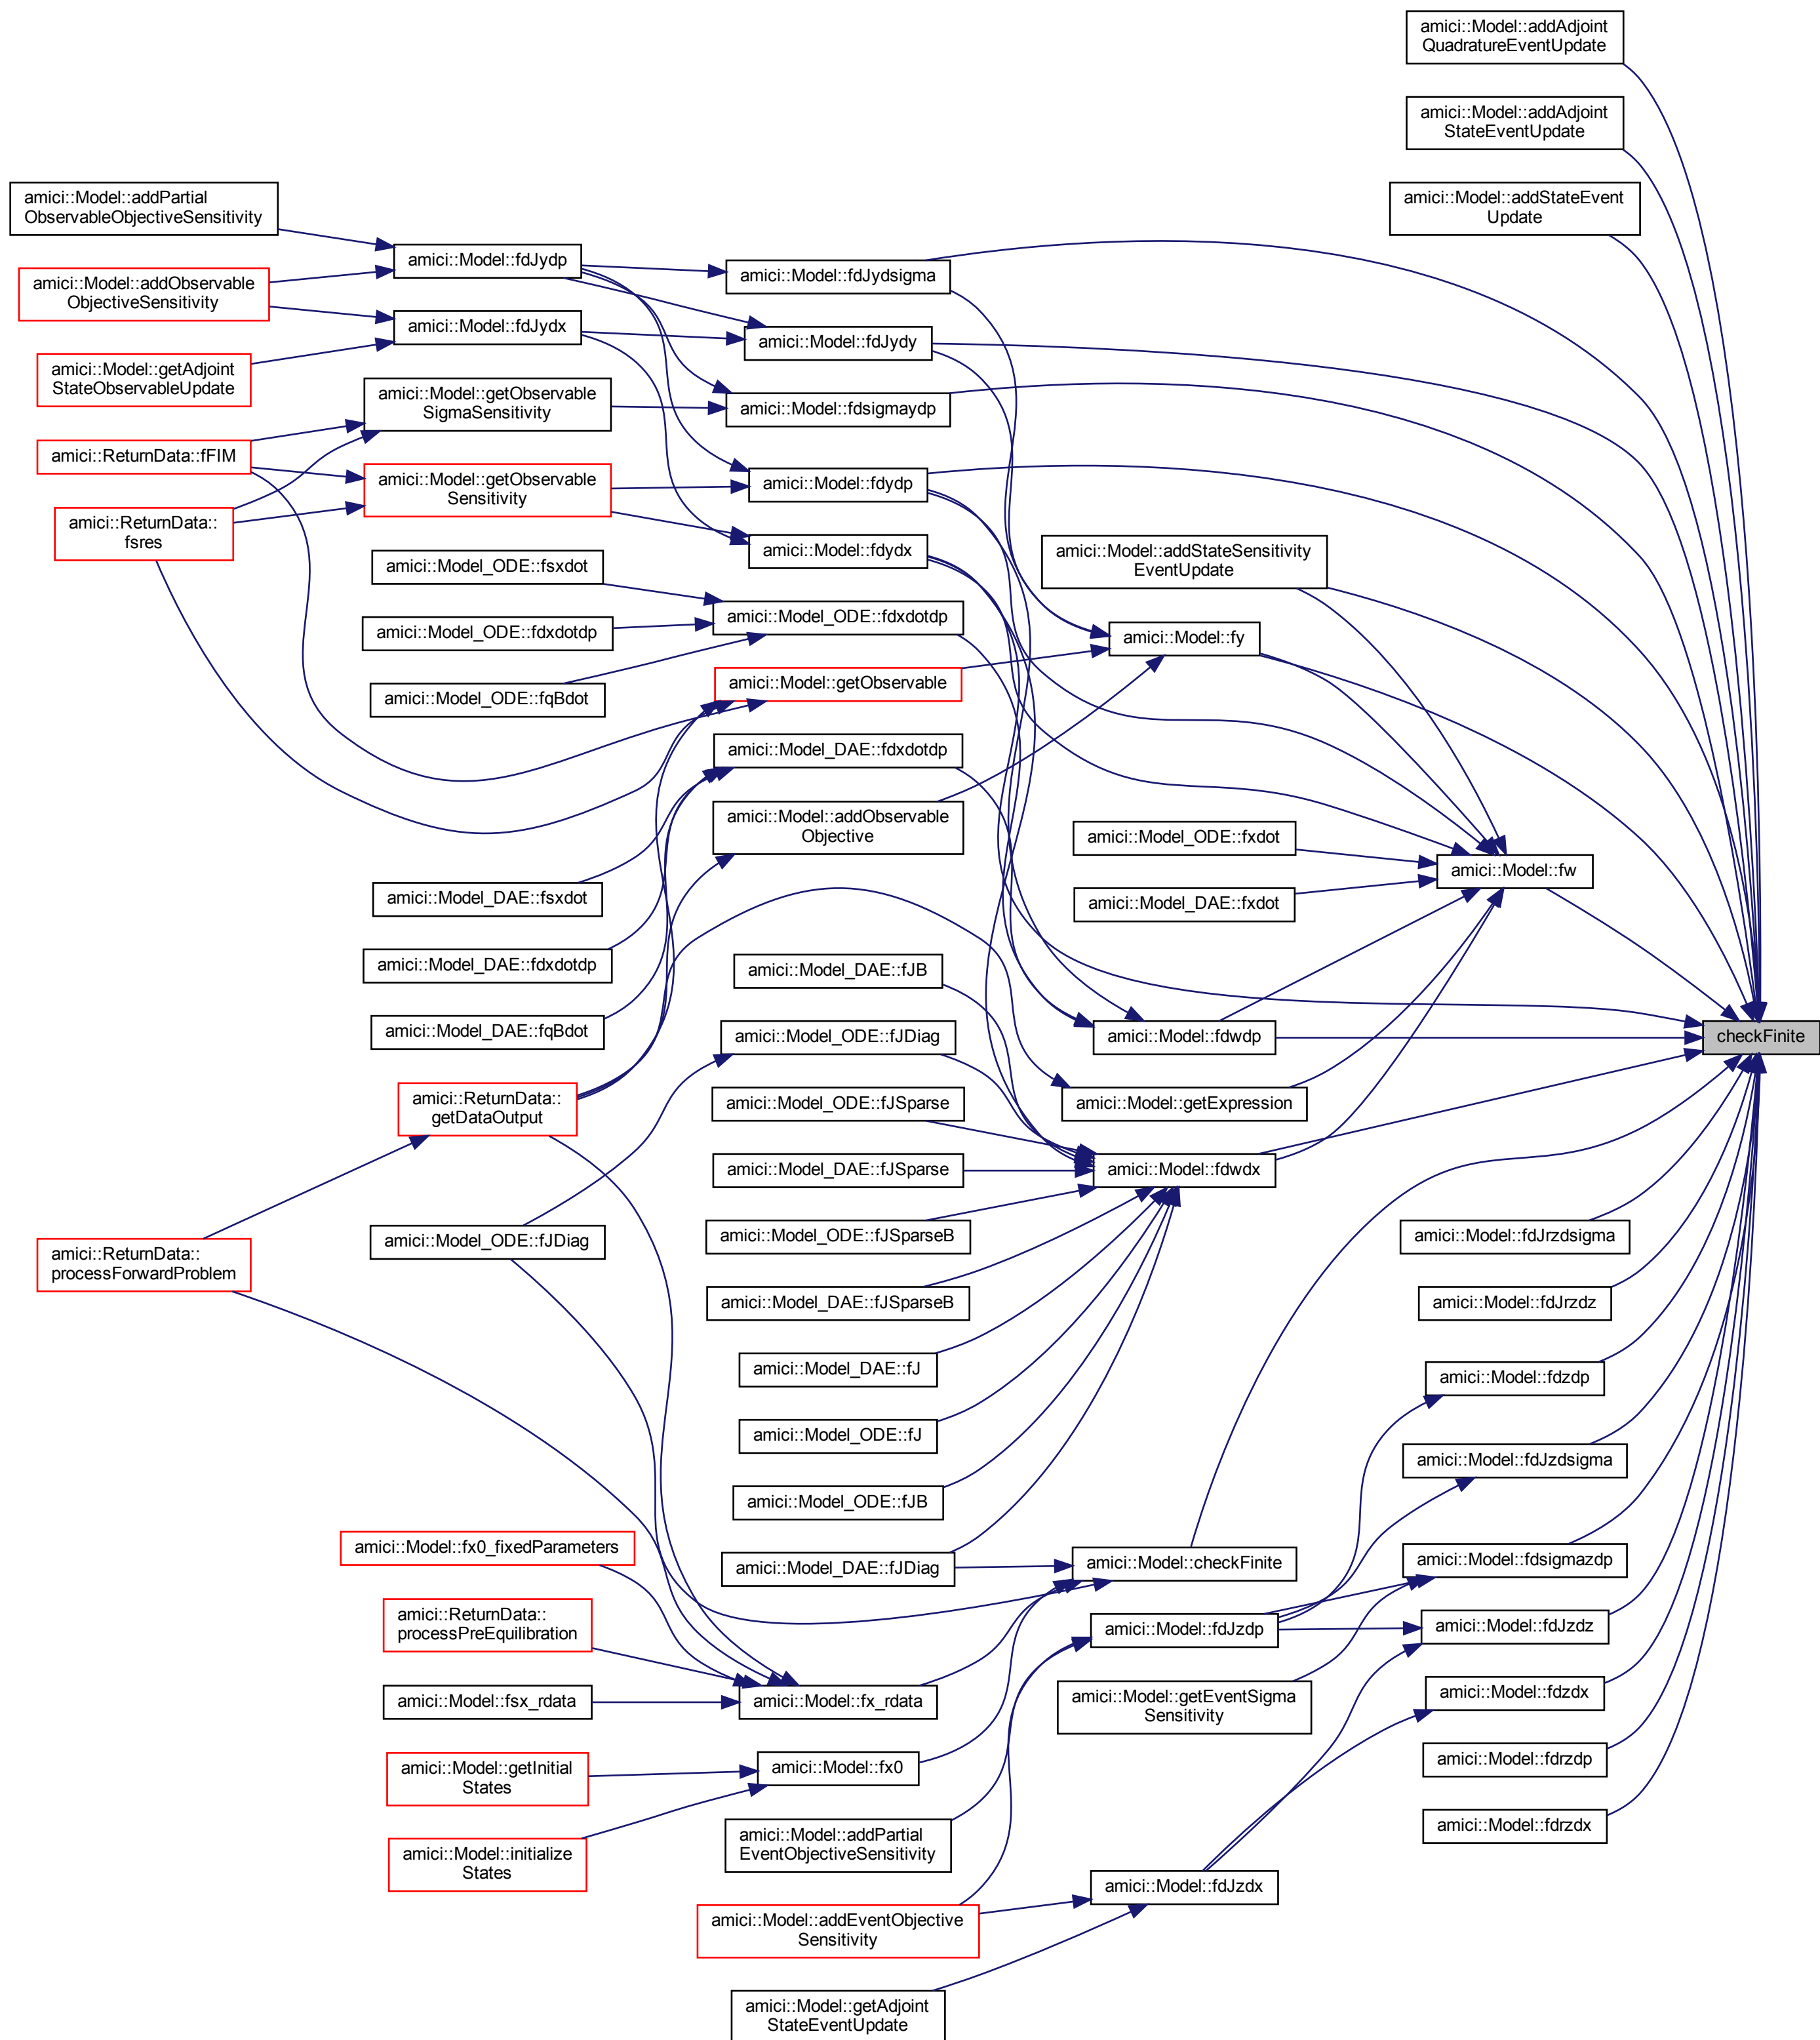 amici::Model::addAdjoint
QuadratureEventUpdate
amici::Model::addAdjoint
StateEventUpdate
amici::Model::addStateEvent
Update
amici::Model::addPartial
ObservableObjectiveSensitivity
amici::Model::fdJydp
amici::Model::fdJydsigma
amici::Model::addObservable
ObjectiveSensitivity
amici::Model::fdJydx
amici::Model::fdJydy
amici::Model::getAdjoint
StateObservableUpdate
amici::Model::getObservable
SigmaSensitivity
amici::Model::fdsigmaydp
amici::ReturnData::fFIM
amici::Model::getObservable
Sensitivity
amici::Model::fdydp
amici::ReturnData::
fsres
amici::Model::fdydx
amici::Model::addStateSensitivity
EventUpdate
amici::Model_ODE::fsxdot
amici::Model_ODE::fdxdotdp
amici::Model_ODE::fdxdotdp
amici::Model::fy
amici::Model_ODE::fqBdot
amici::Model::getObservable
amici::Model_DAE::fdxdotdp
amici::Model::addObservable
Objective
amici::Model_ODE::fxdot
amici::Model::fw
amici::Model_DAE::fsxdot
amici::Model_DAE::fxdot
amici::Model_DAE::fdxdotdp
amici::Model_DAE::fJB
amici::Model_DAE::fqBdot
amici::Model_ODE::fJDiag
amici::Model::fdwdp
checkFinite
amici::ReturnData::
getDataOutput
amici::Model_ODE::fJSparse
amici::Model::getExpression
amici::Model_DAE::fJSparse
amici::Model::fdwdx
amici::ReturnData::
processForwardProblem
amici::Model_ODE::fJDiag
amici::Model_ODE::fJSparseB
amici::Model::fdJrzdsigma
amici::Model_DAE::fJSparseB
amici::Model::fdJrzdz
amici::Model_DAE::fJ
amici::Model::fdzdp
amici::Model_ODE::fJ
amici::Model::fdJzdsigma
amici::Model_ODE::fJB
amici::Model::fx0_fixedParameters
amici::Model_DAE::fJDiag
amici::Model::checkFinite
amici::Model::fdsigmazdp
amici::ReturnData::
processPreEquilibration
amici::Model::fdJzdp
amici::Model::fdJzdz
amici::Model::fsx_rdata
amici::Model::fx_rdata
amici::Model::getEventSigma
Sensitivity
amici::Model::fdzdx
amici::Model::getInitial
States
amici::Model::fx0
amici::Model::fdrzdp
amici::Model::initialize
States
amici::Model::addPartial
EventObjectiveSensitivity
amici::Model::fdrzdx
amici::Model::addEventObjective
Sensitivity
amici::Model::fdJzdx
amici::Model::getAdjoint
StateEventUpdate